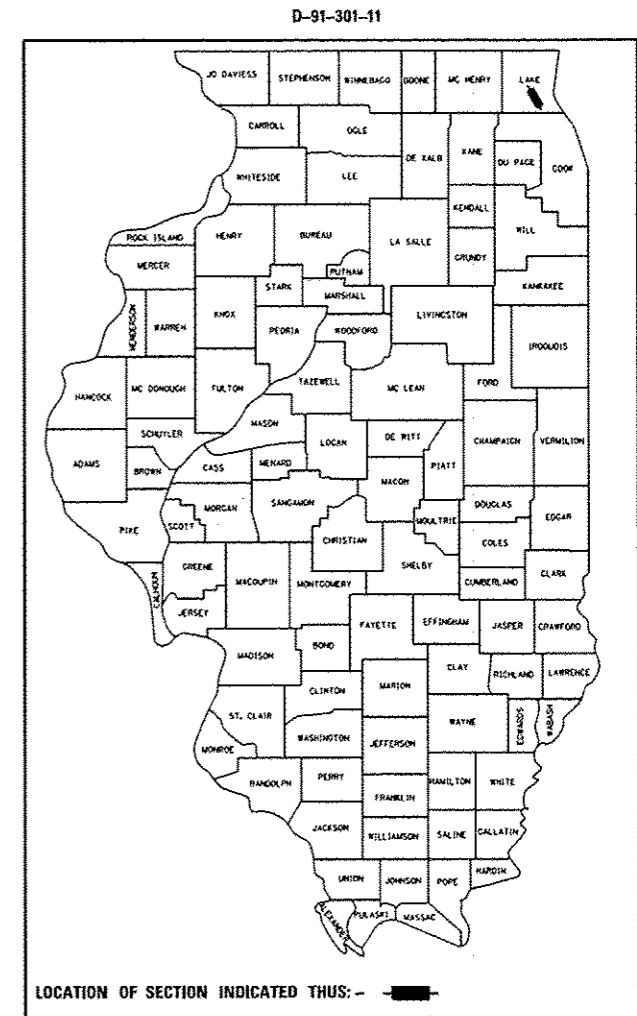 D-91-301-11
JO DAVIESS STEPHENSON WINNEBAGO BOONE MC HENRY LAKE
CARROLL OGLE DE KALB KANE DU PAGE COOK
WHITESIDE LEE KENDALL WILL
ROCK ISLAND HENRY BUREAU LA SALLE GRUNDY
MERCER PUTNAM KANKAKEE
STARK MARSHALL LIVINGSTON
HENDERSON WARREN KNOX PEORIA WOODFORD IROQUOIS
TAZEWELL MC LEAN FORD
HANCOCK MC DONOUGH FULTON MASON
SCHUYLER LOGAN DE WITT CHAMPAIGN VERMILION
ADAMS BROWN CASS MENARD PIATT
MACON
PIKE SCOTT MORGAN SANGAMON MOULTRIE DOUGLAS EDGAR
CHRISTIAN COLES
CALHOUN GREENE MACOUPIN MONTGOMERY SHELBY CUMBERLAND CLARK
JERSEY FAYETTE EFFINGHAM JASPER CRAWFORD
MADISON BOND CLAY RICHLAND LAWRENCE
CLINTON MARION
ST. CLAIR WASHINGTON JEFFERSON WAYNE EDWARDS WABASH
MONROE
RANDOLPH PERRY HAMILTON WHITE
FRANKLIN
JACKSON WILLIAMSON SALINE GALLATIN
UNION JOHNSON POPE HARDIN
ALEXANDER PULASKI MASSAC
LOCATION OF SECTION INDICATED THUS: -